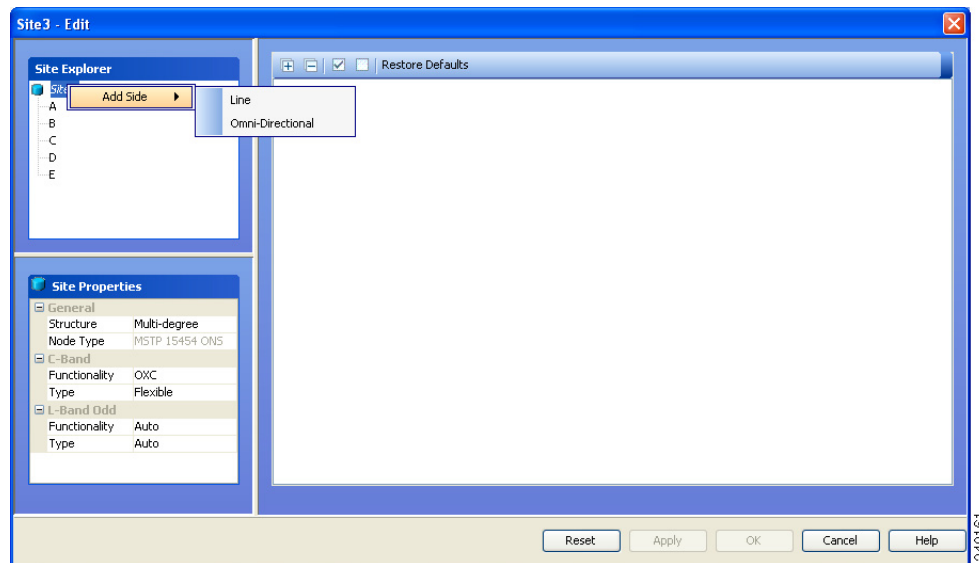 Site3 - Edit
Site Explorer
Restore Defaults
Add Side
Line
A
Omni-Directional
B
C
D
E
Site Properties
General
Structure Multi-degree
Node Type MSTP 15454 ONS
C-Band
Functionality OXC
Type Flexible
L-Band Odd
Functionality Auto
Type Auto
Reset Apply OK Cancel Help